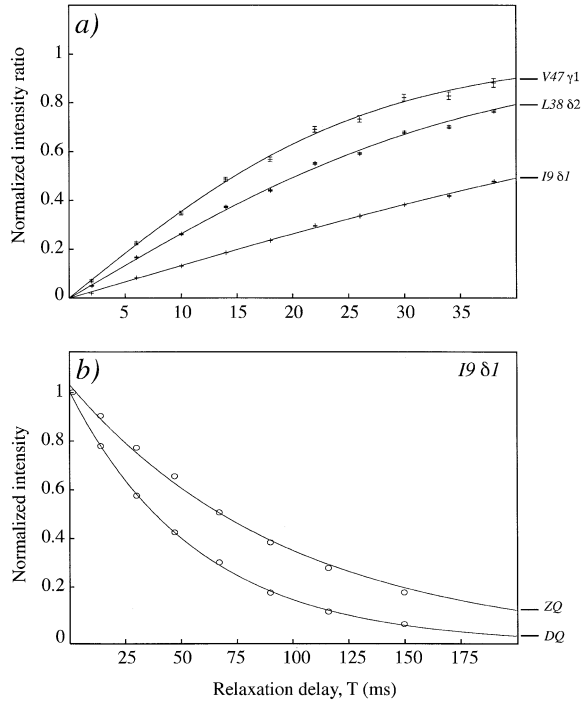 a)
Normalized intensity ratio
1
0.8
0.6
0.4
0.2
0
5 10 15 20 25 30 35
V47 γ1
L38 δ2
I9 δ1
b)
I9 δ1
Normalized intensity
1
0.8
0.6
0.4
0.2
0
25 50 75 100 125 150 175
ZQ
DQ
Relaxation delay, T (ms)